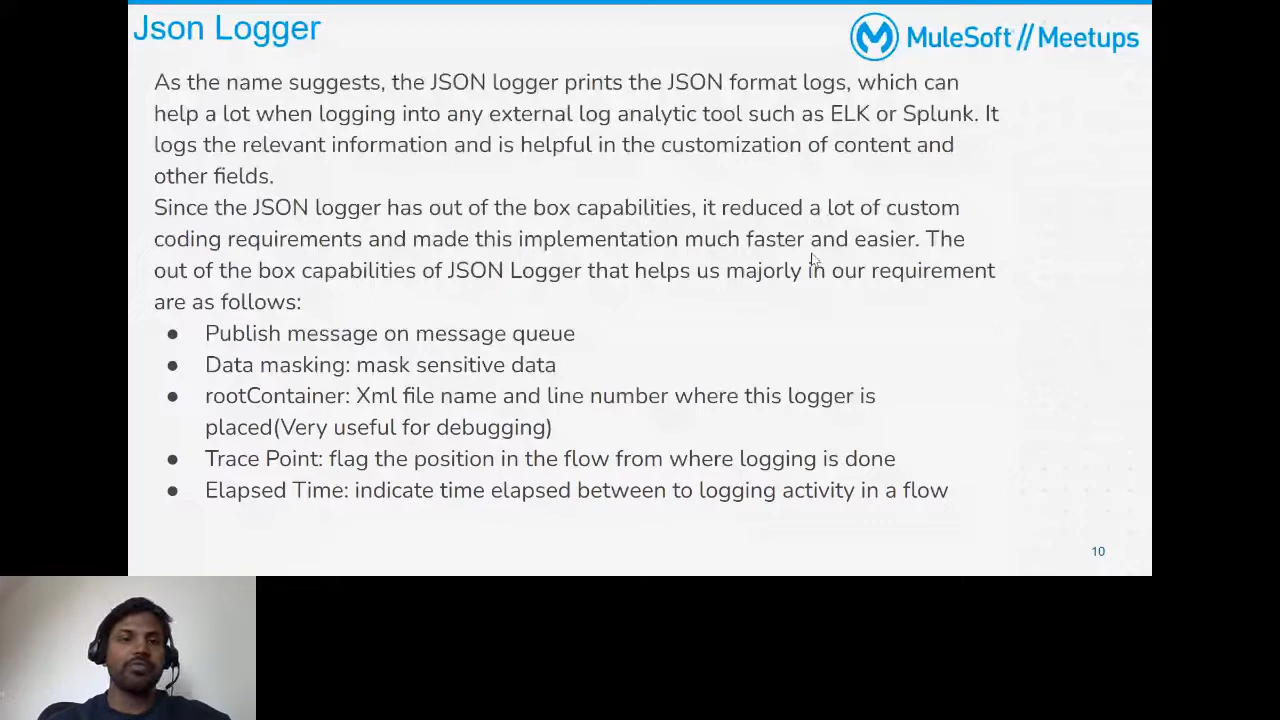 Json Logger
MuleSoft // Meetups
As the name suggests, the JSON logger prints the JSON format logs, which can
help a lot when logging into any external log analytic tool such as ELK or Splunk. It
logs the relevant information and is helpful in the customization of content and
other fields.
Since the JSON logger has out of the box capabilities, it reduced a lot of custom
coding requirements and made this implementation much faster and easier. The
out of the box capabilities of JSON Logger that helps us majorly in our requirement
are as follows:
● Publish message on message queue
● Data masking: mask sensitive data
● rootContainer: Xml file name and line number where this logger is
placed(Very useful for debugging)
● Trace Point: flag the position in the flow from where logging is done
● Elapsed Time: indicate time elapsed between to logging activity in a flow
10